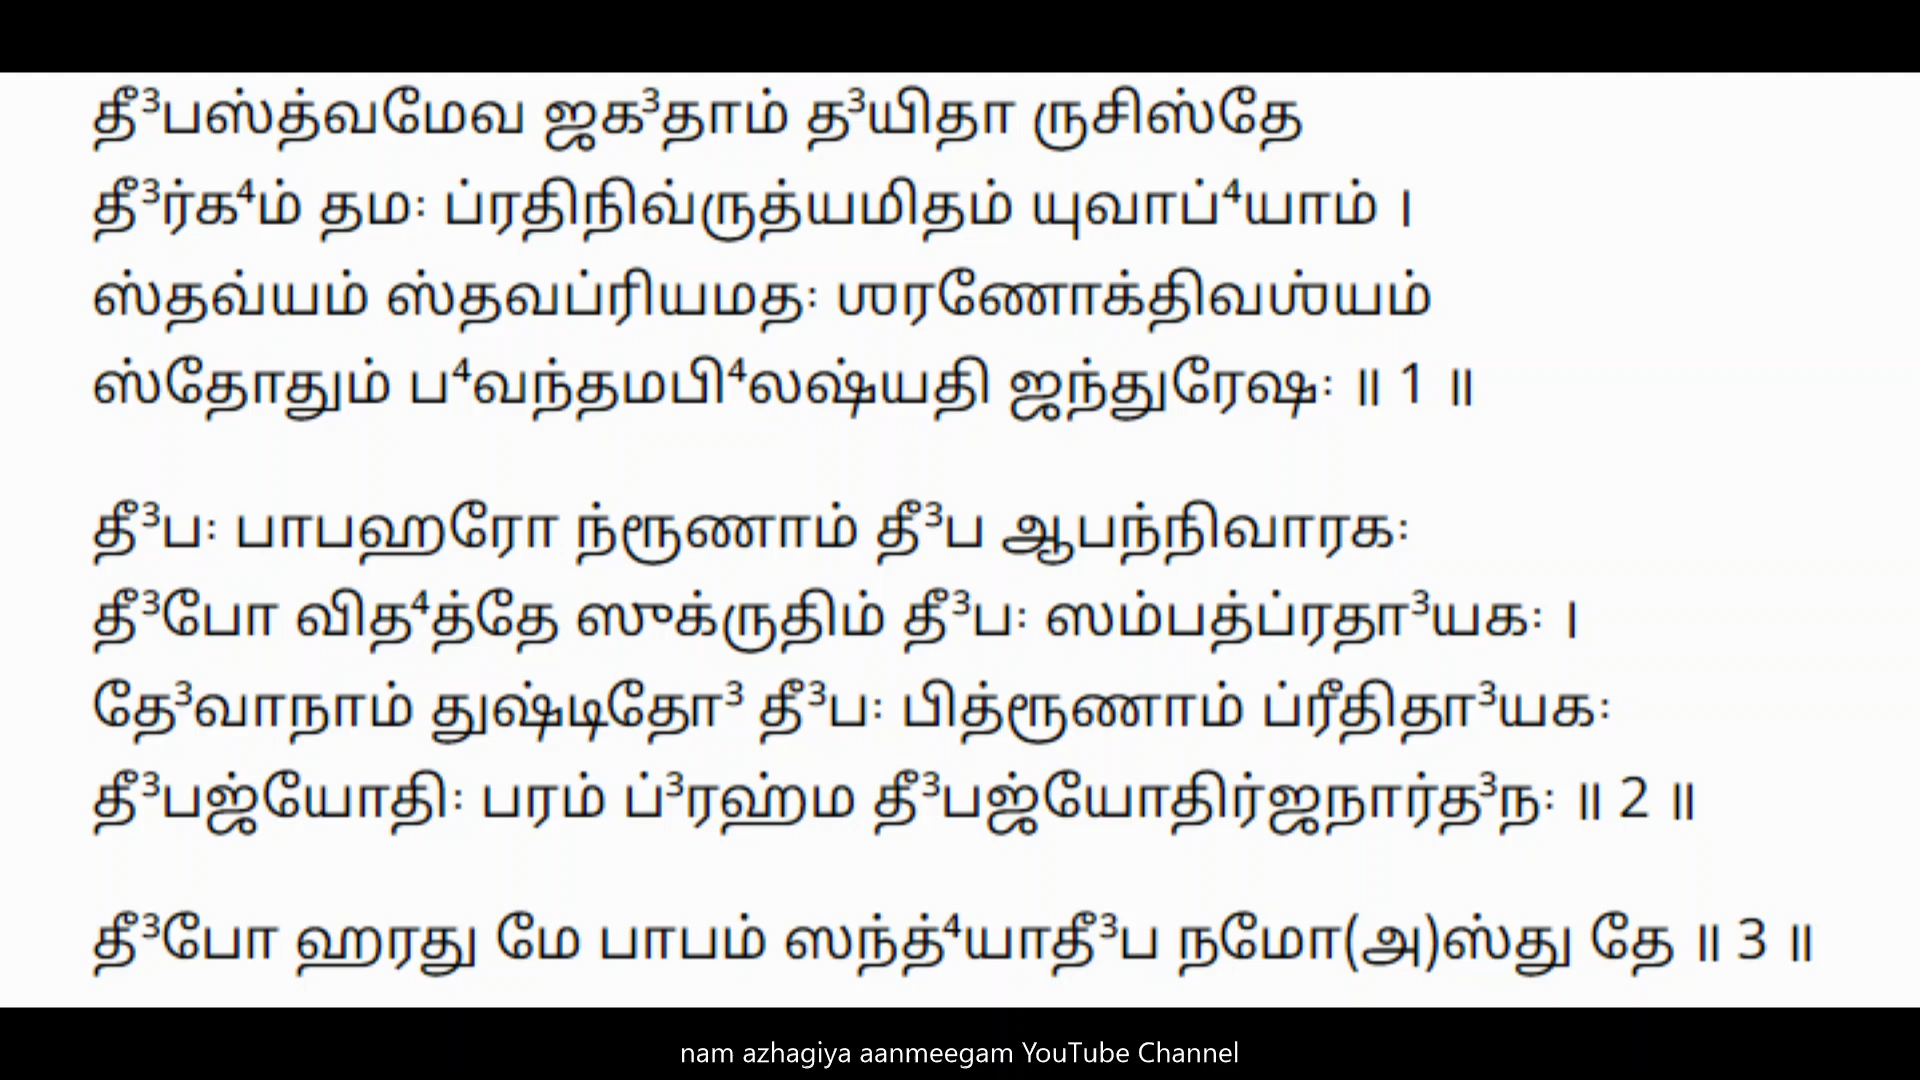 தீ³பஸ்த்வமேவ ஜக³தாம் த³யிதா ருசிஸ்தே
தீ³ர்க⁴ம் தம꞉ ப்ரதிநிவ்ருத்யமிதம் யுவாப்⁴யாம் ।
ஸ்தவ்யம் ஸ்தவப்ரியமத꞉ ஶரணோக்திவஶ்யம்
ஸ்தோதும் ப⁴வந்தமபி⁴லஷ்யதி ஜந்துரேஷ꞉ ॥ 1 ॥
தீ³ப꞉ பாபஹரோ ந்ரூணாம் தீ³ப ஆபந்நிவாரக꞉
தீ³போ வித⁴த்தே ஸுக்ருதிம் தீ³ப꞉ ஸம்பத்ப்ரதா³யக꞉ ।
தே³வாநாம் துஷ்டிதோ³ தீ³ப꞉ பித்ரூணாம் ப்ரீதிதா³யக꞉
தீ³பஜ்யோதி꞉ பரம் ப்³ரஹ்ம தீ³பஜ்யோதிர்ஜநார்த³ந꞉ ॥ 2 ॥
தீ³போ ஹரது மே பாபம் ஸந்த்⁴யாதீ³ப நமோ(அ)ஸ்து தே ॥ 3 ॥
nam azhagiya aanmeegam YouTube Channel